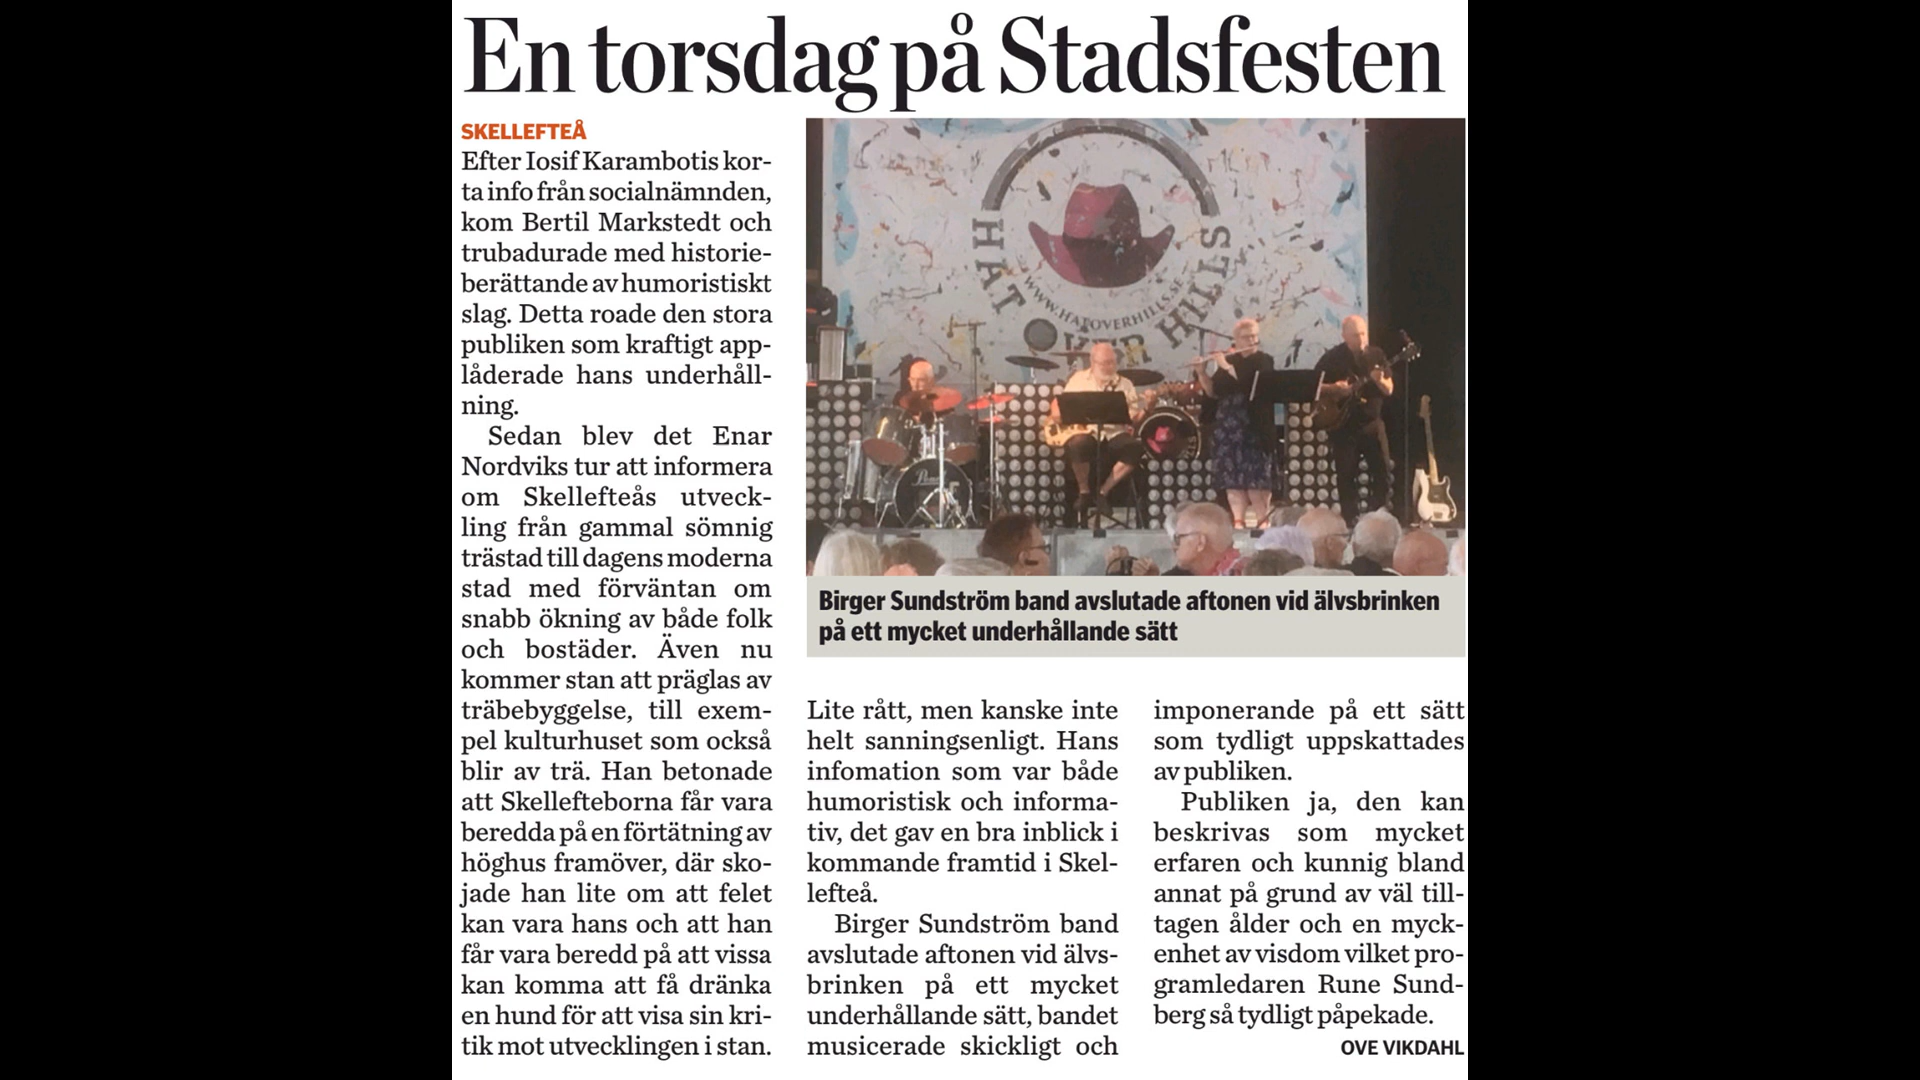 En torsdag på Stadsfesten
SKELLEFTEÅ
Efter Iosif Karambotis kor-
ta info från socialnämnden,
kom Bertil Markstedt och
trubadurade med historie-
berättande av humoristiskt
slag. Detta roade den stora
publiken som kraftigt app-
låderade hans underhåll-
ning.
Sedan blev det Enar
Nordviks tur att informera
om Skellefteås utveck-
ling från gammal sömnig
trästad till dagens moderna
stad med förväntan om
snabb ökning av både folk
och bostäder. Även nu
kommer stan att präglas av
träbebyggelse, till exem-
pel kulturhuset som också
blir av trä. Han betonade
att Skellefteborna får vara
beredda på en förtätning av
höghus framöver, där sko-
jade han lite om att felet
kan vara hans och att han
får vara beredd på att vissa
kan komma att få dränka
en hund för att visa sin kri-
tik mot utvecklingen i stan.
HAT OVER HILLS
WWW.HATOVERHILLS.SE
Birger Sundström band avslutade aftonen vid älvsbrinken
på ett mycket underhållande sätt
Lite rått, men kanske inte
helt sanningsenligt. Hans
infomation som var både
humoristisk och informa-
tiv, det gav en bra inblick i
kommande framtid i Skel-
lefteå.
Birger Sundström band
avslutade aftonen vid älvs-
brinken på ett mycket
underhållande sätt, bandet
musicerade skickligt och
imponerande på ett sätt
som tydligt uppskattades
av publiken.
Publiken ja, den kan
beskrivas som mycket
erfaren och kunnig bland
annat på grund av väl till-
tagen ålder och en myck-
enhet av visdom vilket pro-
gramledaren Rune Sund-
berg så tydligt påpekade.
OVE VIKDAHL